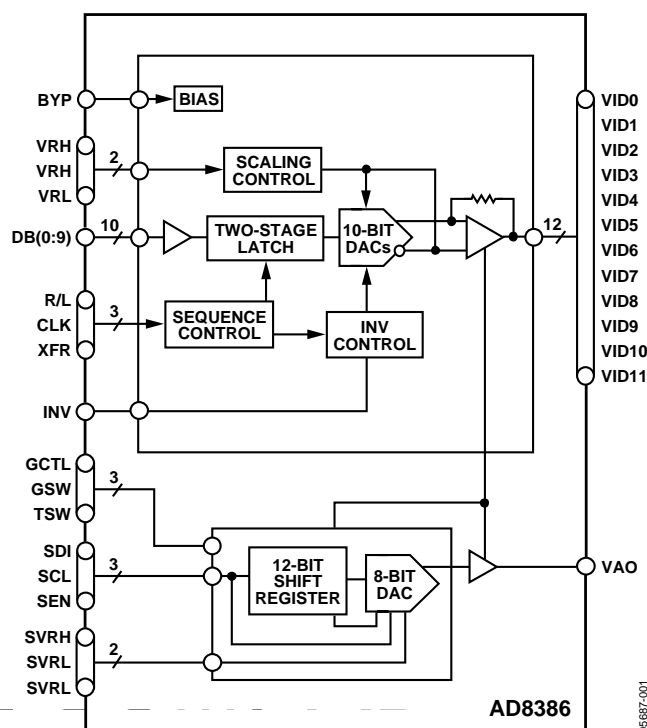 BYP
BIAS
VRH
VRH
VRL
2
SCALING
CONTROL
DB(0:9)
10
TWO-STAGE
LATCH
10-BIT
DACs
12
VID0
VID1
VID2
VID3
VID4
VID5
VID6
VID7
VID8
VID9
VID10
VID11
R/L
CLK
XFR
3
SEQUENCE
CONTROL
INV
CONTROL
INV
GCTL
GSW
TSW
3
SDI
SCL
SEN
3
12-BIT
SHIFT
REGISTER
8-BIT
DAC
VAO
SVRH
SVRL
SVRL
2
AD8386
05687-001